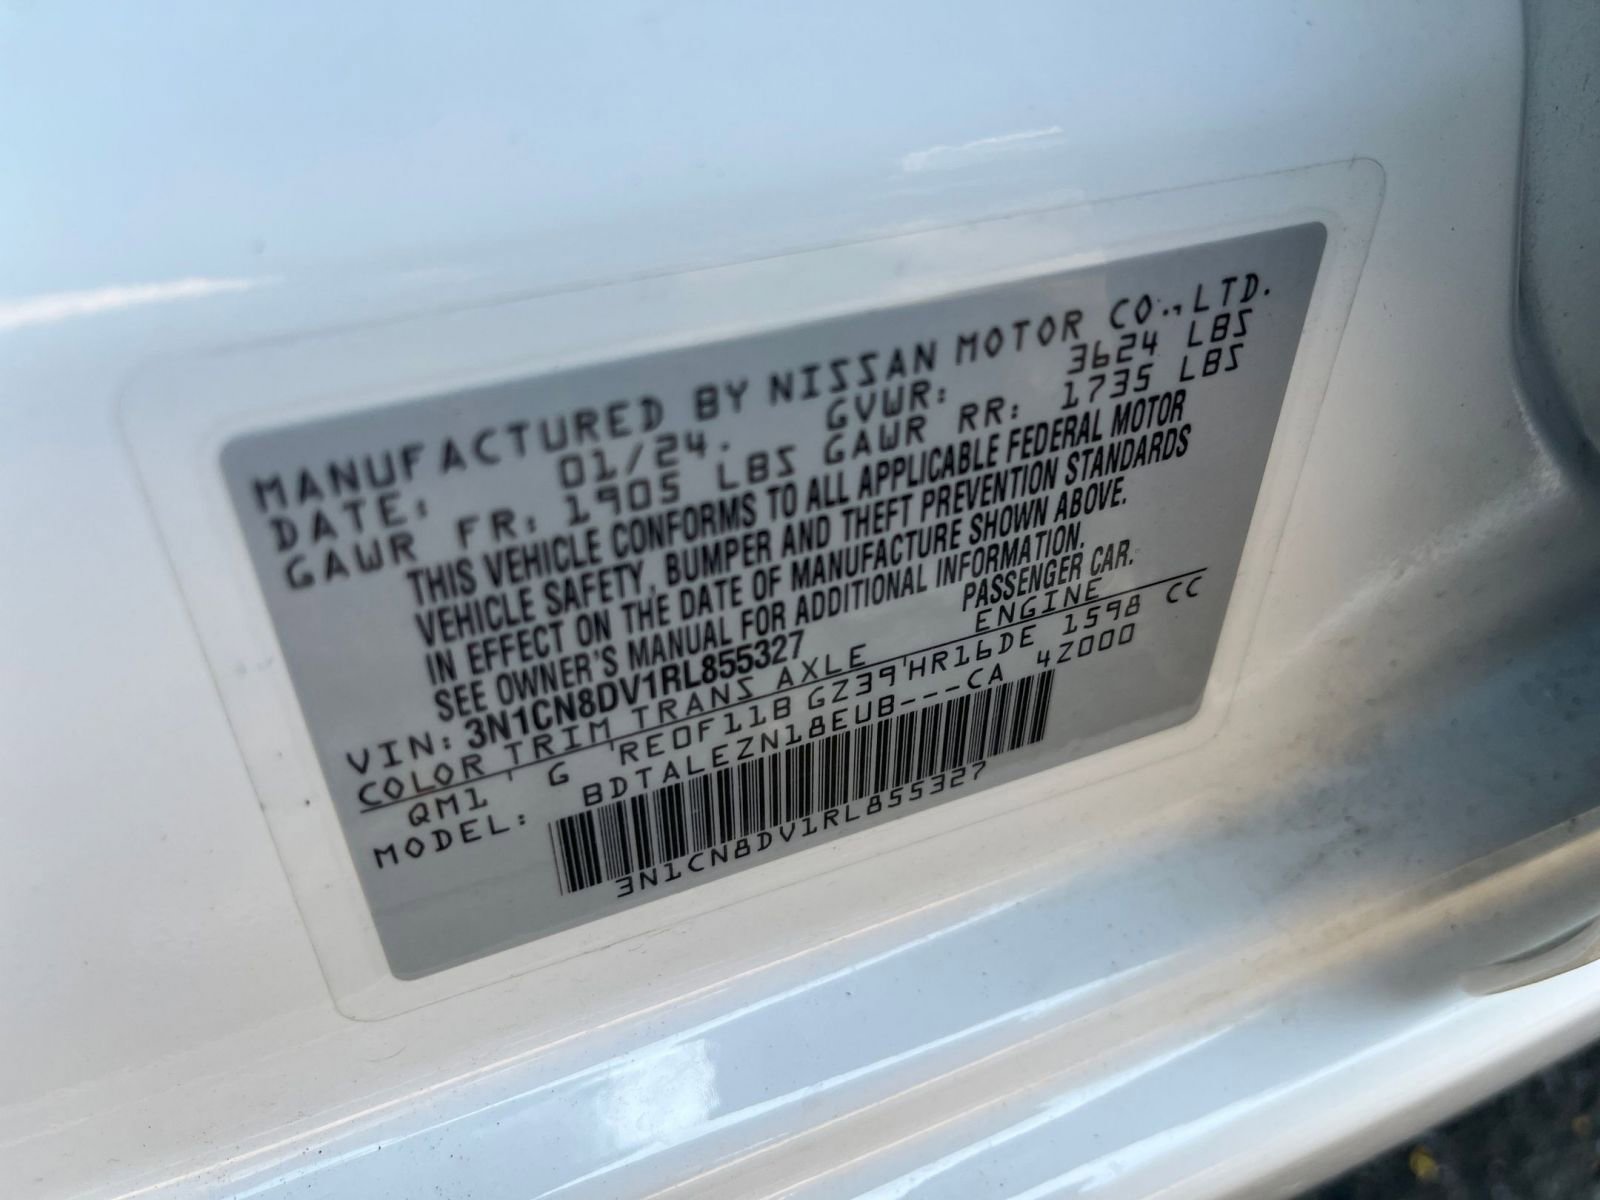 MANUFACTURED BY NISSAN MOTOR CO.,LTD.
DATE: 01/24. GVWR: 3624 LBS
GAWR FR: 1905 LBS GAWR RR: 1735 LBS
THIS VEHICLE CONFORMS TO ALL APPLICABLE FEDERAL MOTOR
VEHICLE SAFETY, BUMPER AND THEFT PREVENTION STANDARDS
IN EFFECT ON THE DATE OF MANUFACTURE SHOWN ABOVE.
SEE OWNER'S MANUAL FOR ADDITIONAL INFORMATION.
VIN: 3N1CN8DV1RL855327 PASSENGER CAR.
COLOR TRIM TRANS AXLE ENGINE
QM1 G RE0F11B GZ39 HR16DE 1598 CC
MODEL: BDTALEZN18EUB---CA 4Z000
3N1CN8DV1RL855327